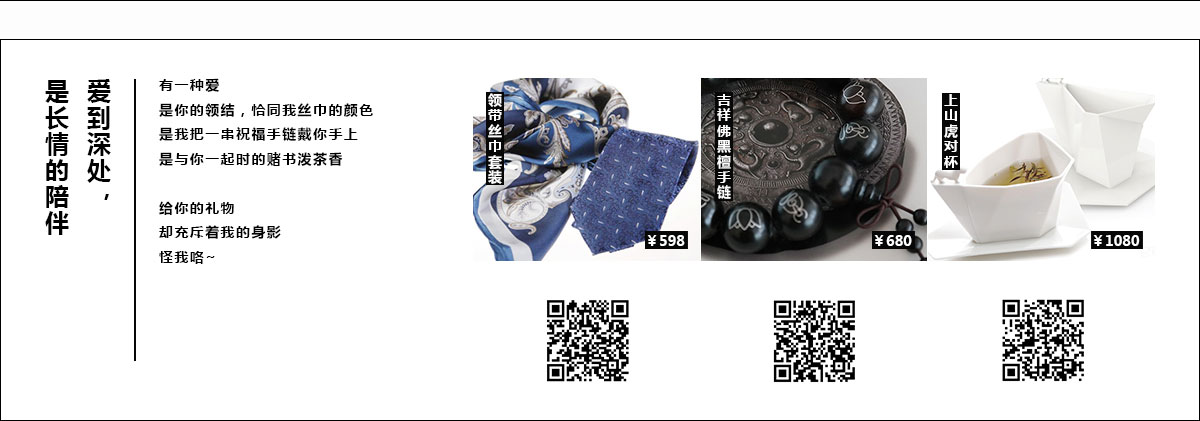 爱到深处，
是长情的陪伴
有一种爱
是你的领结，恰同我丝巾的颜色
是我把一串祝福手链戴你手上
是与你一起时的赌书泼茶香
给你的礼物
却充斥着我的身影
怪我咯~
领带丝巾套装
¥598
吉祥佛黑檀手链
¥680
上山虎对杯
¥1080